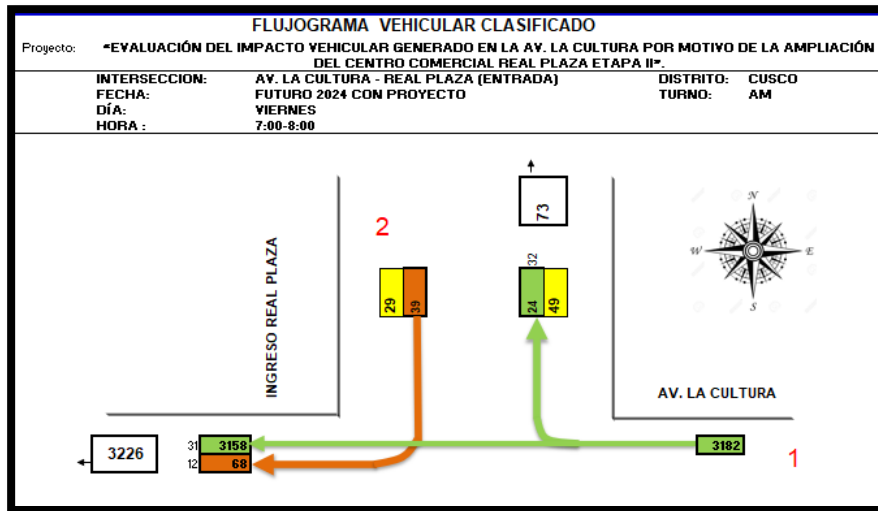 FLUJOGRAMA VEHICULAR CLASIFICADO
Proyecto: "EVALUACIÓN DEL IMPACTO VEHICULAR GENERADO EN LA AV. LA CULTURA POR MOTIVO DE LA AMPLIACIÓN
DEL CENTRO COMERCIAL REAL PLAZA ETAPA II".
INTERSECCION: AV. LA CULTURA - REAL PLAZA (ENTRADA) DISTRITO: CUSCO
FECHA: FUTURO 2024 CON PROYECTO TURNO: AM
DÍA: VIERNES
HORA : 7:00-8:00
73
2
N
32
INGRESO REAL PLAZA
W E
29 39
24 49
S
AV. LA CULTURA
3226
31 3158
3182
12 68
1